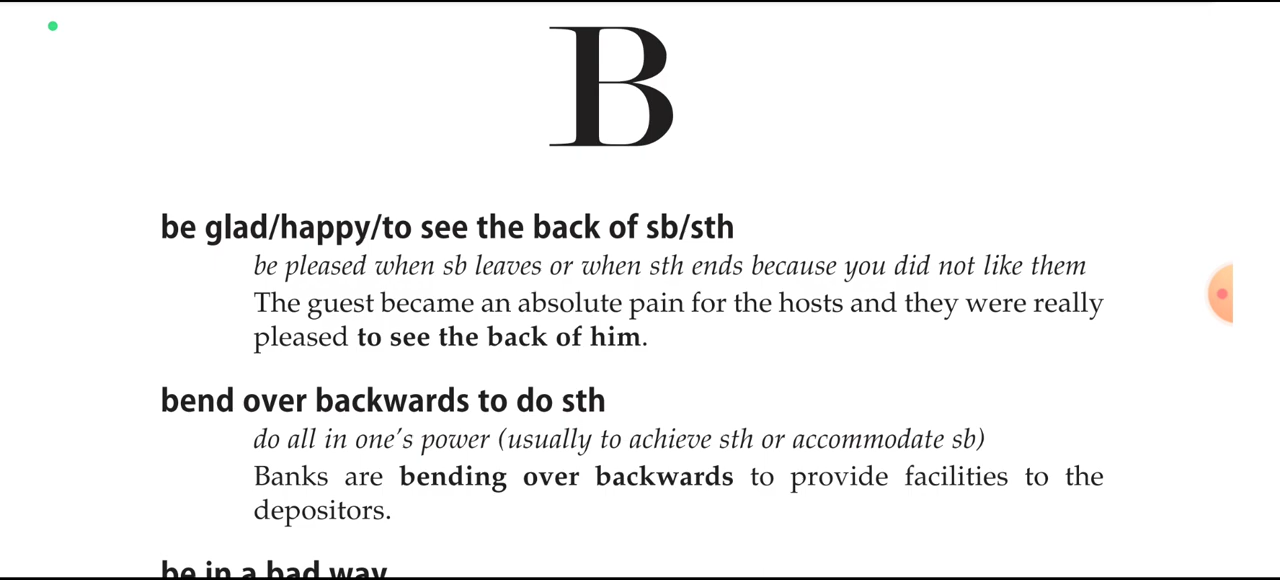 B
be glad/happy/to see the back of sb/sth
be pleased when sb leaves or when sth ends because you did not like them
The guest became an absolute pain for the hosts and they were really
pleased to see the back of him.
bend over backwards to do sth
do all in one’s power (usually to achieve sth or accommodate sb)
Banks are bending over backwards to provide facilities to the
depositors.
be in a bad way